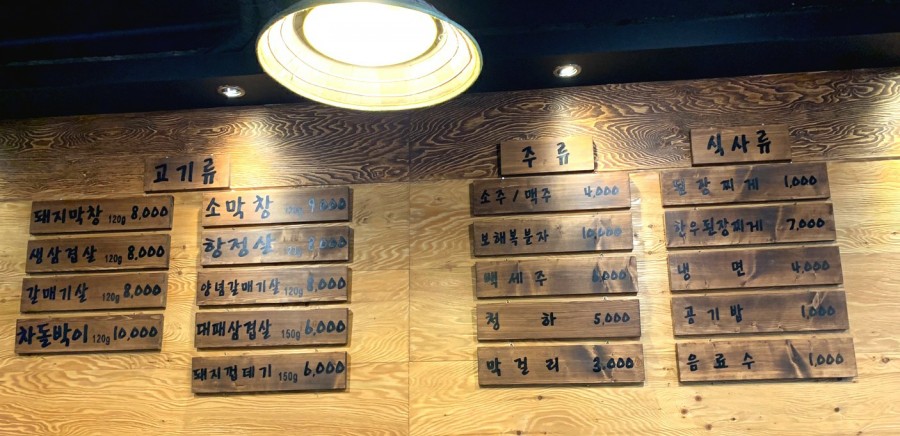 고기류
돼지막창 120g 8,000
생삼겹살 120g 8,000
갈매기살 120g 8,000
차돌박이 120g 10,000
소막창
항정살
양념갈매기살 120g 8,000
대패삼겹살 150g 6,000
돼지껍데기 150g 6,000
주류
소주/맥주 4,000
보해복분자 10,000
백세주 6,000
청하 5,000
막걸리 3,000
식사류
된장찌게 1,000
한우된장찌게 7,000
냉면 4,000
공기밥 1,000
음료수 1,000